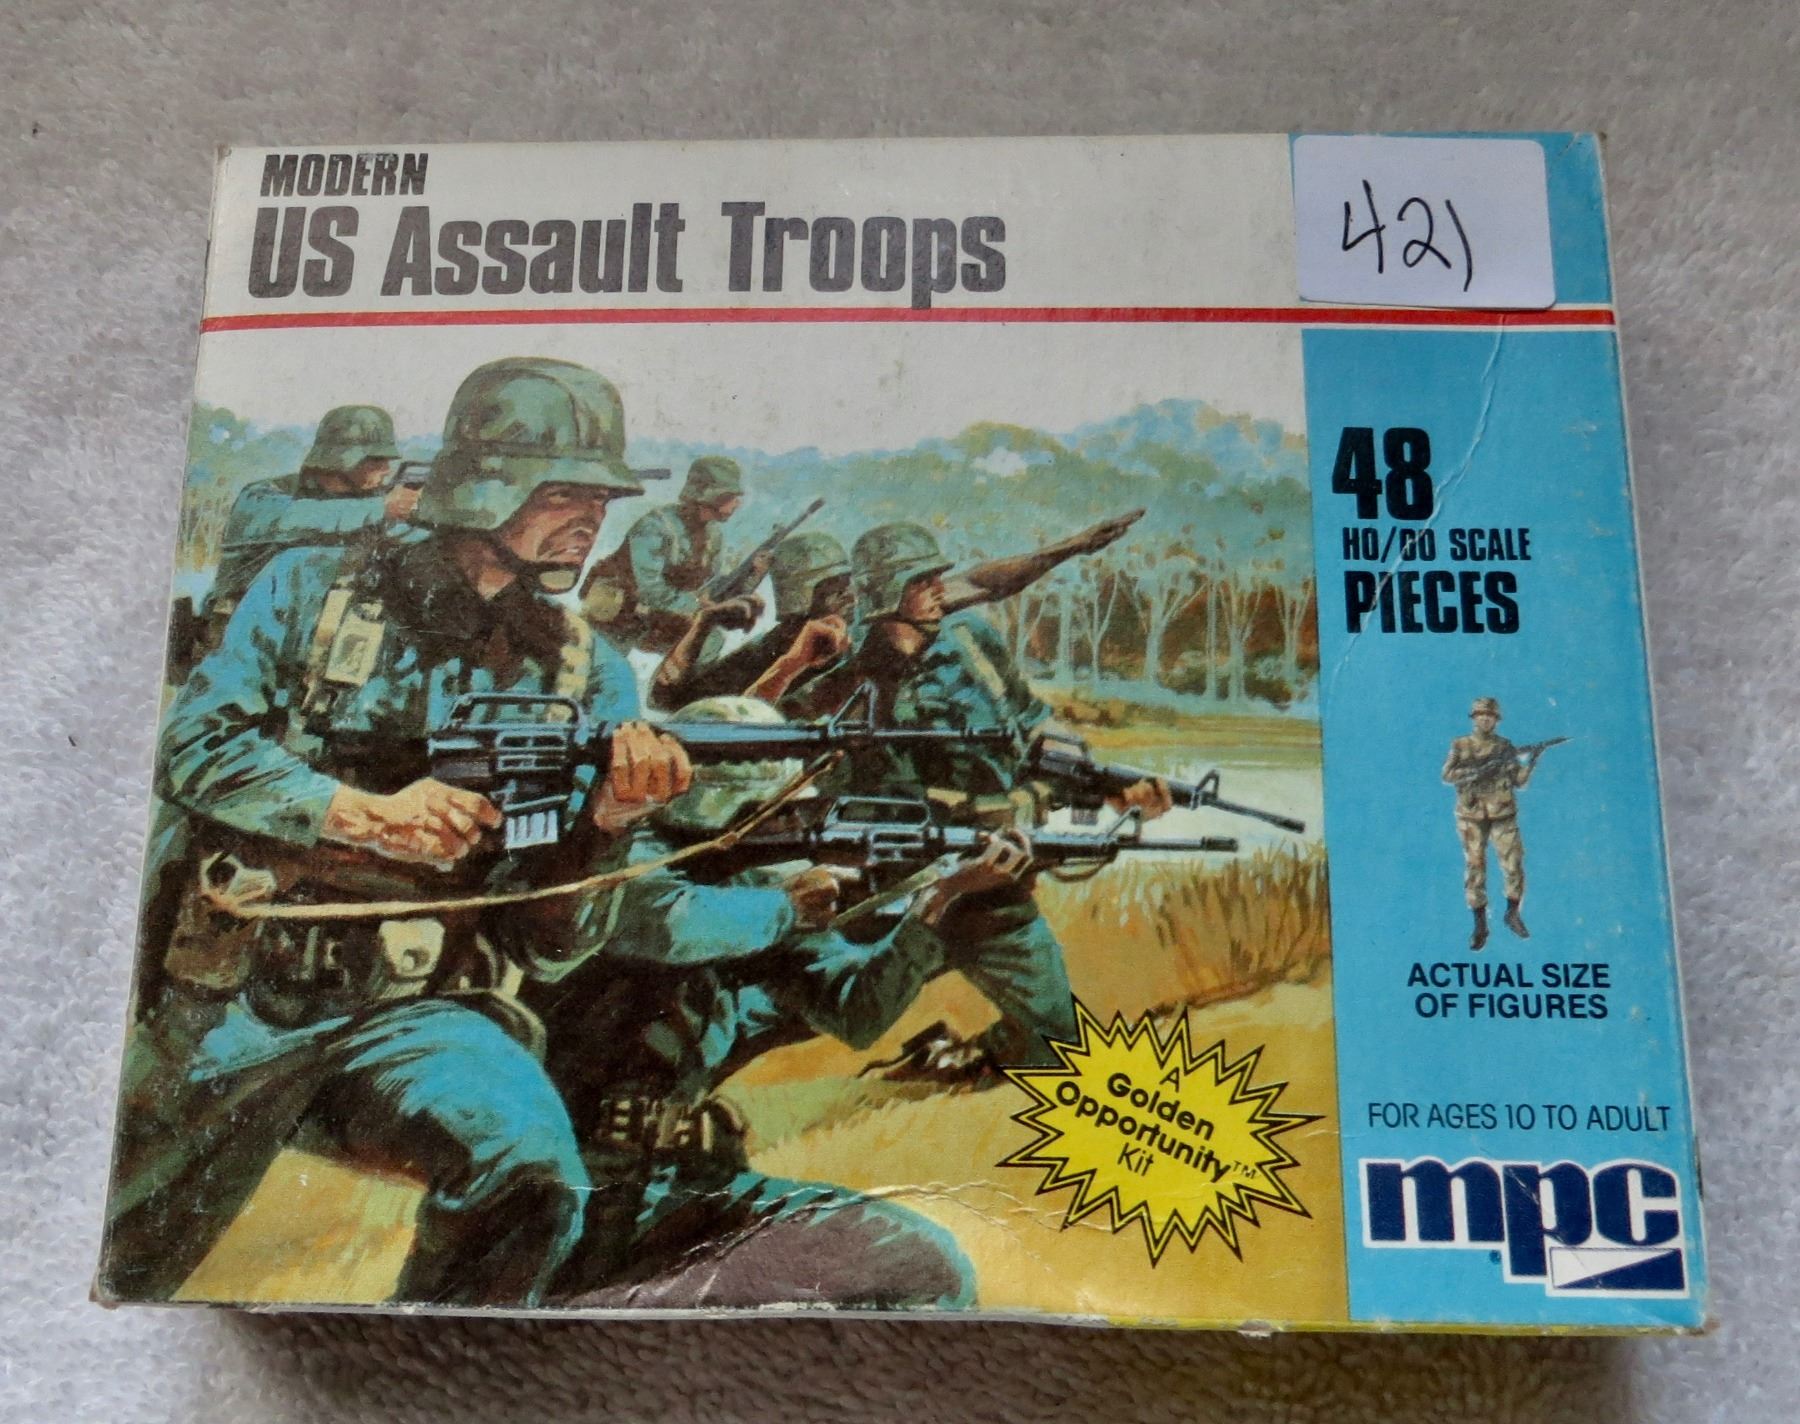 MODERN
US Assault Troops
421
48
HO/OO SCALE
PIECES
ACTUAL SIZE
OF FIGURES
A
Golden
Opportunity™
Kit
FOR AGES 10 TO ADULT
mpc®